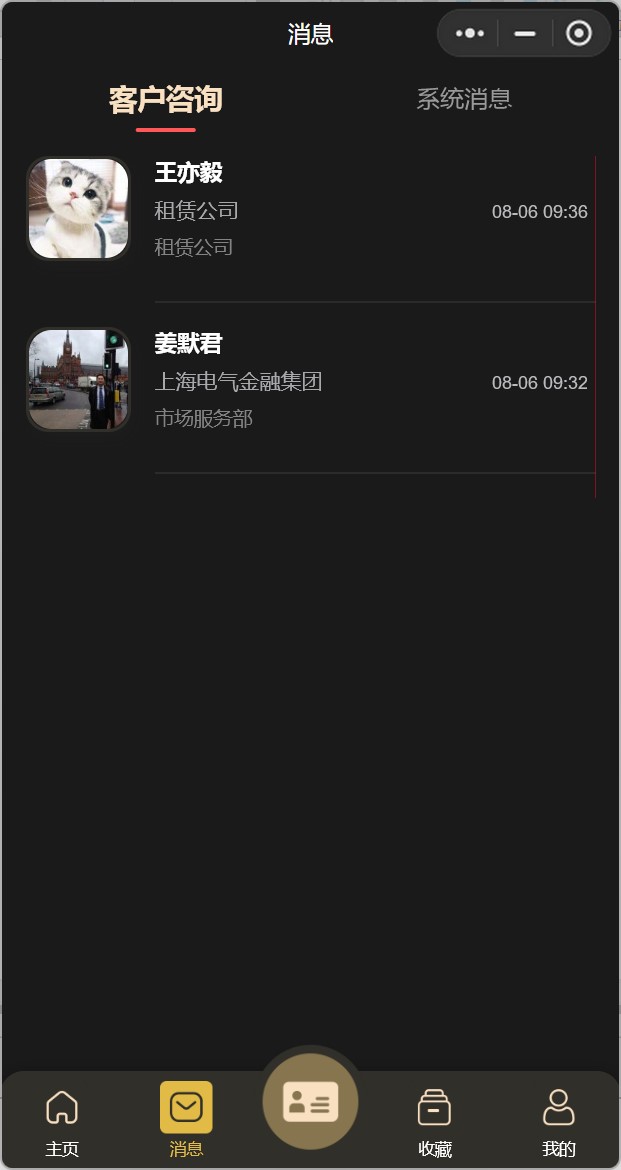 消息
客户咨询
系统消息
王亦毅
租赁公司
08-06 09:36
租赁公司
姜默君
上海电气金融集团
08-06 09:32
市场服务部
主页
消息
收藏
我的